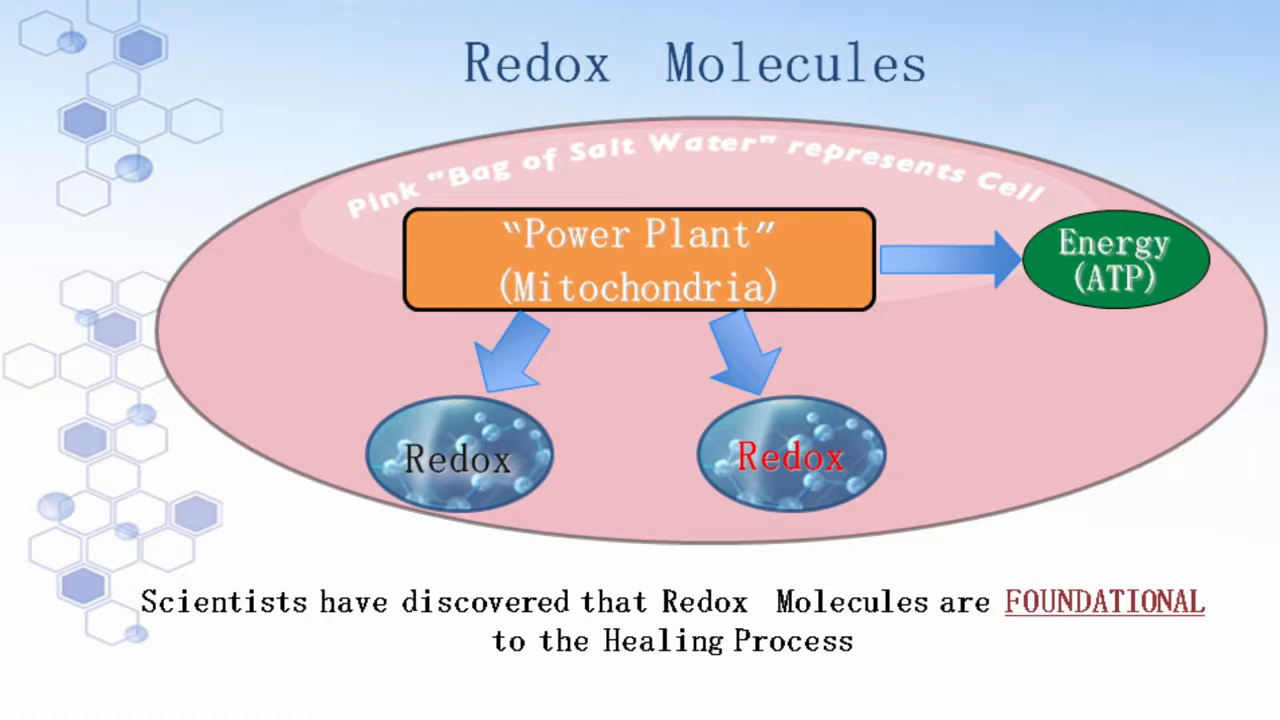 Redox Molecules
Pink "Bag of Salt Water" represents Cell
"Power Plant"
(Mitochondria)
Energy
(ATP)
Redox
Redox
Scientists have discovered that Redox Molecules are FOUNDATIONAL
to the Healing Process